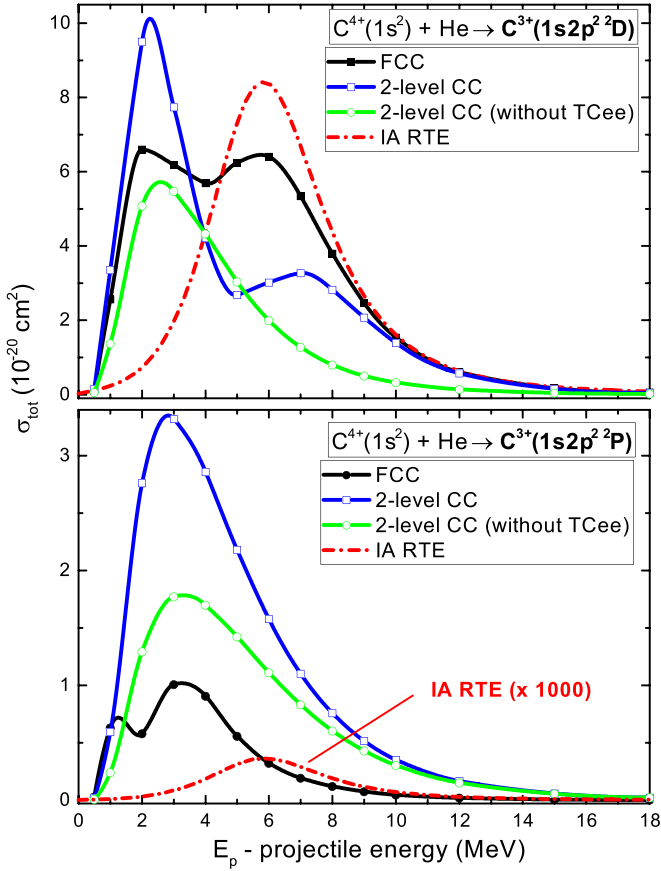 C⁴⁺(1s²) + He → C³⁺(1s2p² ²D)
FCC
2-level CC
2-level CC (without TCee)
IA RTE
10
8
6
4
2
0
σtot (10⁻²⁰ cm²)
C⁴⁺(1s²) + He → C³⁺(1s2p² ²P)
FCC
2-level CC
2-level CC (without TCee)
IA RTE
IA RTE (x 1000)
3
2
1
0
0 2 4 6 8 10 12 14 16 18
Ep - projectile energy (MeV)